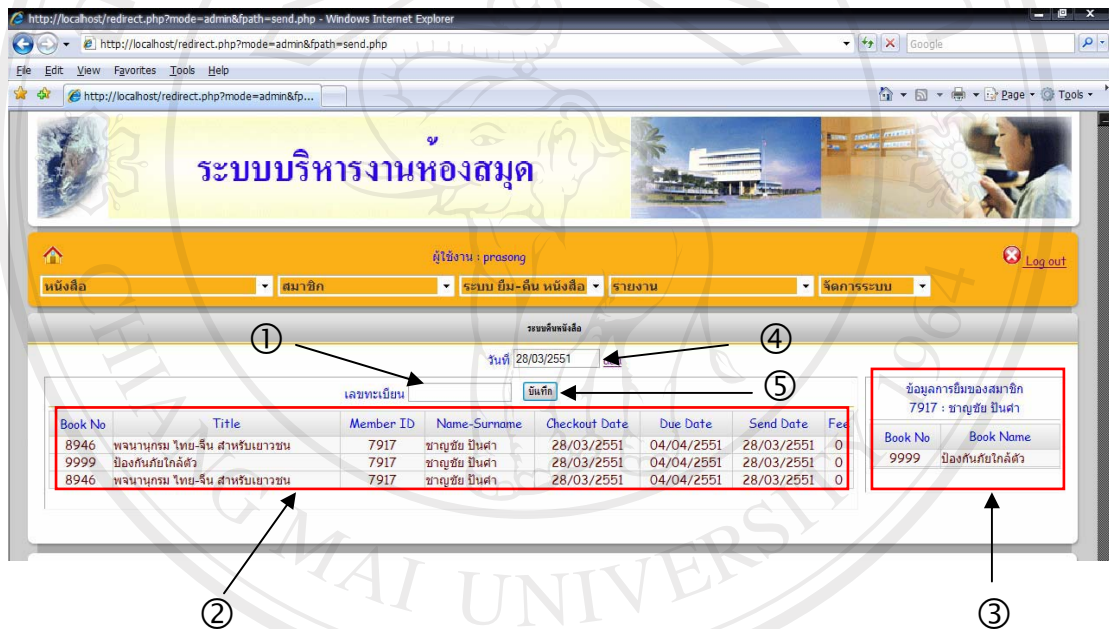 http://localhost/redirect.php?mode=admin&fpath=send.php - Windows Internet Explorer
http://localhost/redirect.php?mode=admin&fpath=send.php
Google
File Edit View Favorites Tools Help
http://localhost/redirect.php?mode=admin&fp...
Page Tools
ระบบบริหารงานห้องสมุด
ผู้ใช้งาน : prasong
Log out
หนังสือ สมาชิก ระบบ ยืม-คืน หนังสือ รายงาน จัดการระบบ
ระบบคืนหนังสือ
① ④
วันที่ 28/03/2551
เลขทะเบียน บันทึก ⑤
Book No Title Member ID Name-Surname Checkout Date Due Date Send Date Fee
8946 พจนานุกรม ไทย-จีน สำหรับเยาวชน 7917 ชาญชัย ปันคำ 28/03/2551 04/04/2551 28/03/2551 0
9999 ป้องกันภัยใกล้ตัว 7917 ชาญชัย ปันคำ 28/03/2551 04/04/2551 28/03/2551 0
8946 พจนานุกรม ไทย-จีน สำหรับเยาวชน 7917 ชาญชัย ปันคำ 28/03/2551 04/04/2551 28/03/2551 0
ข้อมูลการยืมของสมาชิก
7917 : ชาญชัย ปันคำ
Book No Book Name
9999 ป้องกันภัยใกล้ตัว
② ③
CHIANG MAI UNIVERSITY 1964